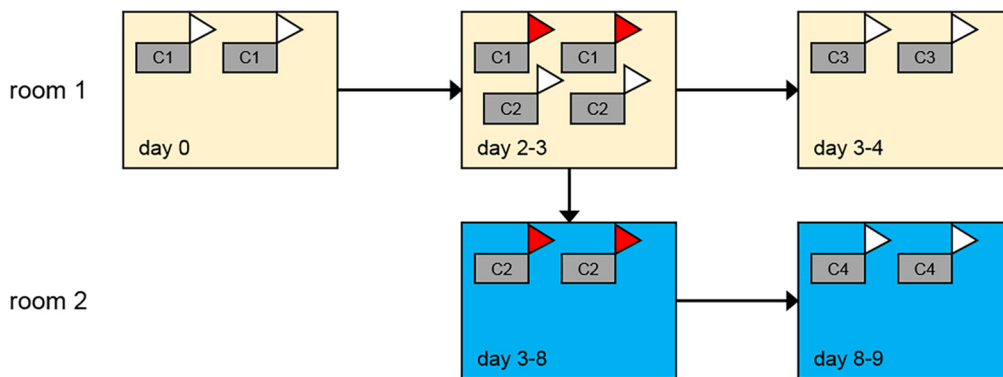 C1 C1
room 1
day 0
C1 C1
C2 C2
day 2-3
C3 C3
day 3-4
room 2
C2 C2
day 3-8
C4 C4
day 8-9